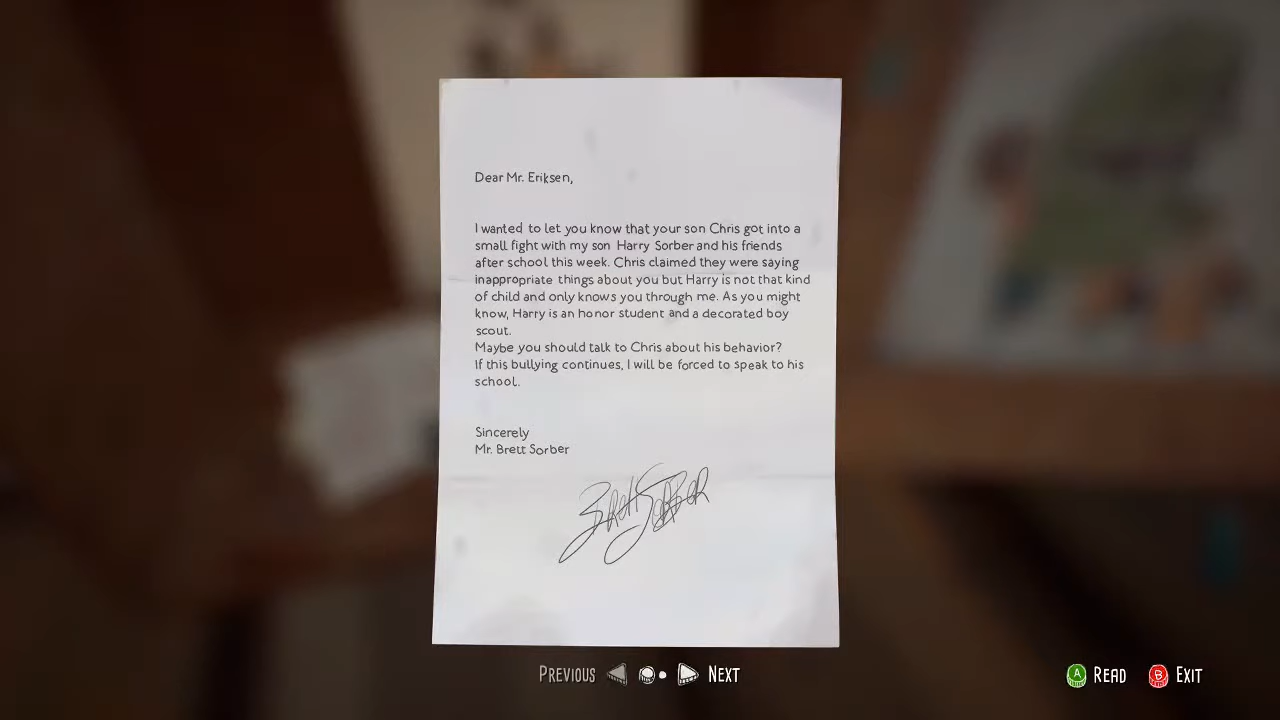 Dear Mr. Eriksen,
I wanted to let you know that your son Chris got into a
small fight with my son Harry Sorber and his friends
after school this week. Chris claimed they were saying
inappropriate things about you but Harry is not that kind
of child and only knows you through me. As you might
know, Harry is an honor student and a decorated boy
scout.
Maybe you should talk to Chris about his behavior?
If this bullying continues, I will be forced to speak to his
school.
Sincerely
Mr. Brett Sorber
Brett Sorber
PREVIOUS NEXT
A READ B EXIT